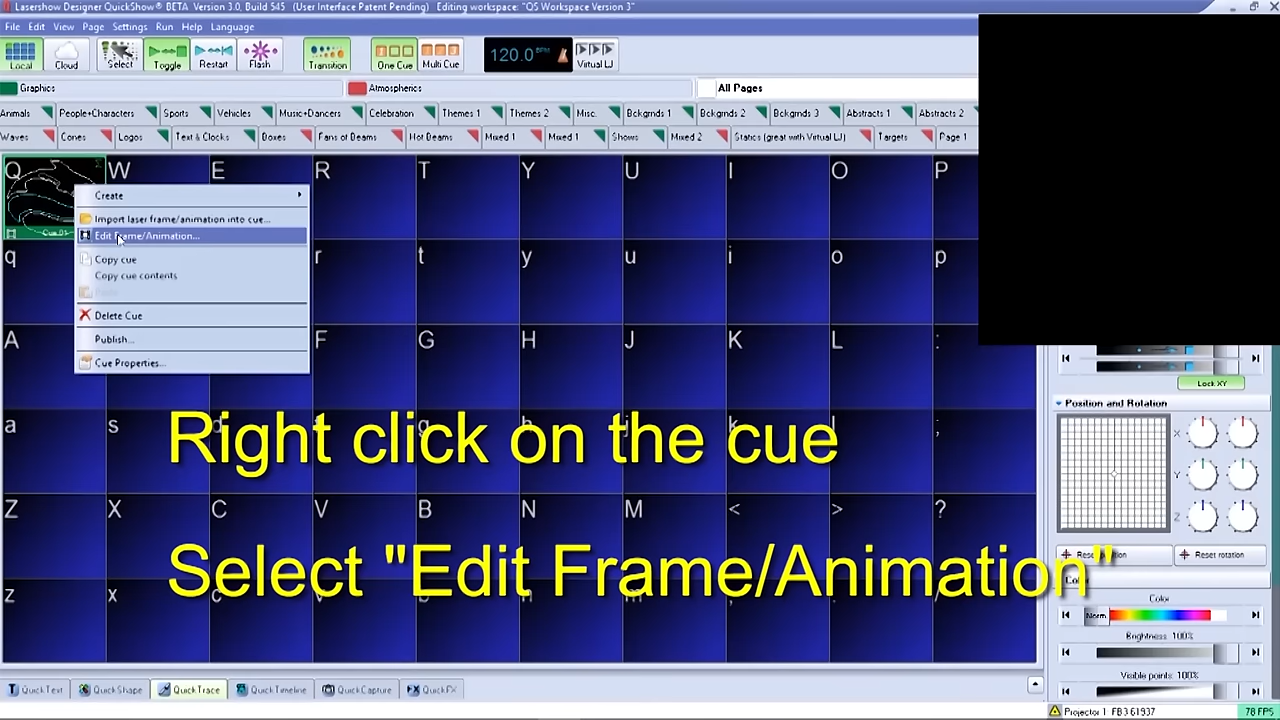 Lasershow Designer QuickShow BETA Version 3.0, Build 545 (User Interface Patent Pending) Editing workspace: "QS Workspace Version 3"
File Edit View Page Settings Run Help Language
Local Cloud Select Toggle Restart Flash Transition One Cue Multi Cue 120.0 BPM Virtual LJ
Graphics Atmospherics All Pages
Animals People+Characters Sports Vehicles Music+Dancers Celebration Themes 1 Themes 2 Misc. Bckgrnds 1 Bckgrnds 2 Bckgrnds 3 Abstracts 1 Abstracts 2
Waves Cones Logos Text & Clocks Fans of Beams Hot Beams Mixed 1 Mixed 1 Shows Mixed 2 Statics (great with Virtual LJ) Targets Page 1
Q W E R T Y U I O P
Create
Import laser frame/animation into cue...
Edit Frame/Animation...
q r t y u i o p
Copy cue
Copy cue contents
Delete Cue
Publish...
Cue Properties...
A F G H J K L :
Lock XY
Position and Rotation
X
Y
Z
a s d g h j l ;
Right click on the cue
Z X C V B N M < > ?
Select "Edit Frame/Animation"
Reset rotation
z x c /
Color
Color
Norm.
Brightness: 100%
Visible points: 100%
QuickText QuickShape QuickTrace QuickTimeline QuickCapture QuickFX
Projector 1 FB3 61937 78 FPS